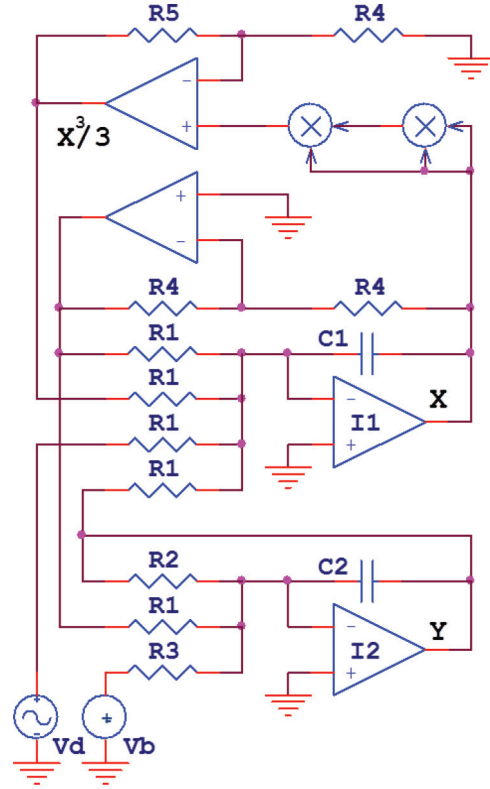 R5 R4
X³/3
R4 R4
R1 C1
R1 X
R1 I1
R1
R2 C2
R1 Y
R3 I2
Vd Vb